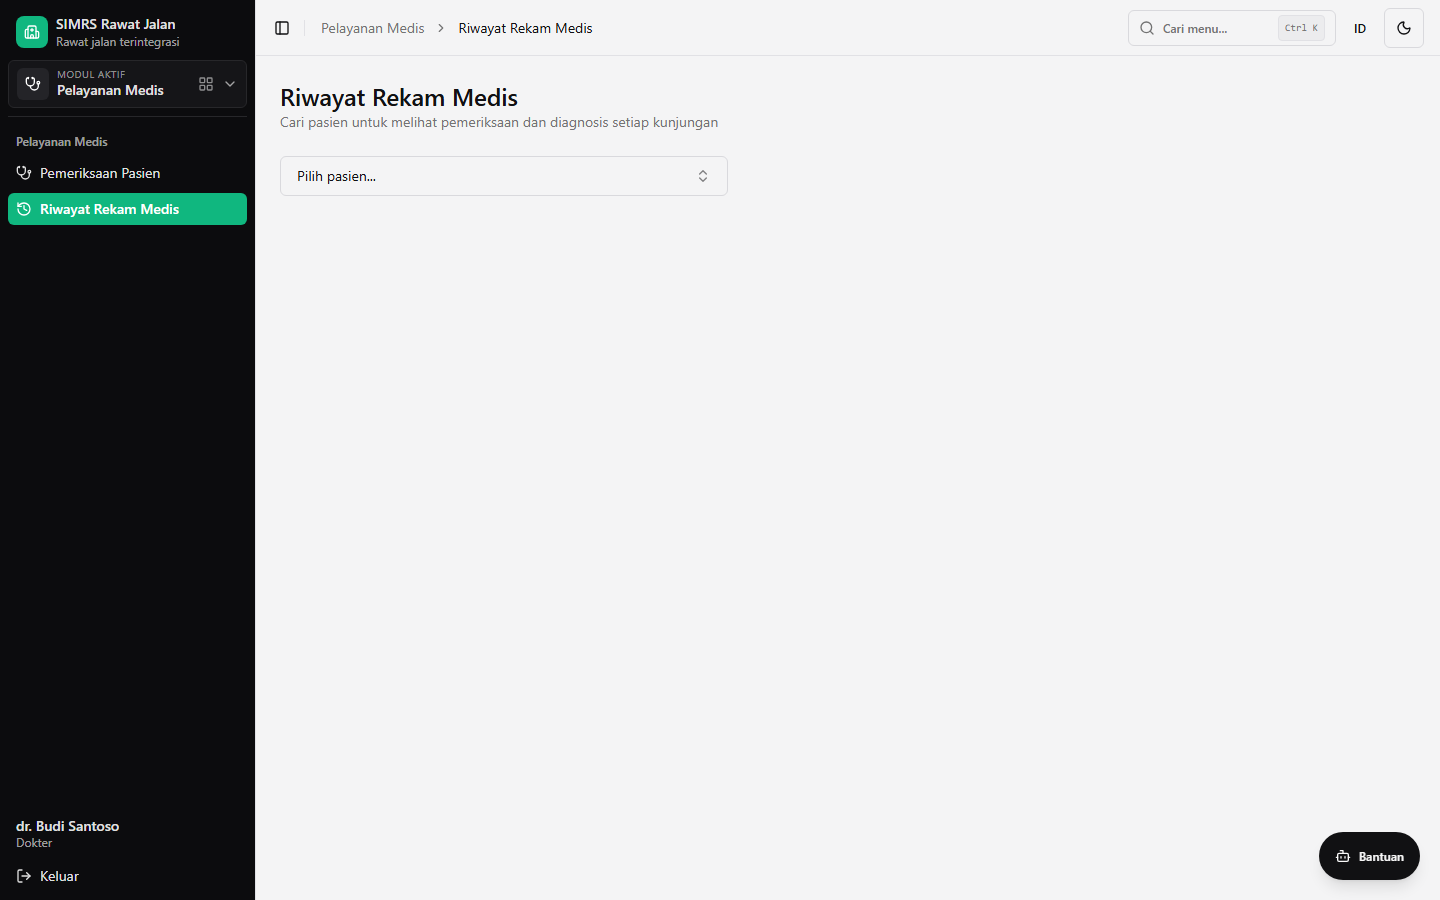 SIMRS Rawat Jalan
Rawat jalan terintegrasi
MODUL AKTIF
Pelayanan Medis
Pelayanan Medis
Pemeriksaan Pasien
Riwayat Rekam Medis
dr. Budi Santoso
Dokter
Keluar
Pelayanan Medis > Riwayat Rekam Medis
Cari menu... Ctrl K
ID
Riwayat Rekam Medis
Cari pasien untuk melihat pemeriksaan dan diagnosis setiap kunjungan
Pilih pasien...
Bantuan